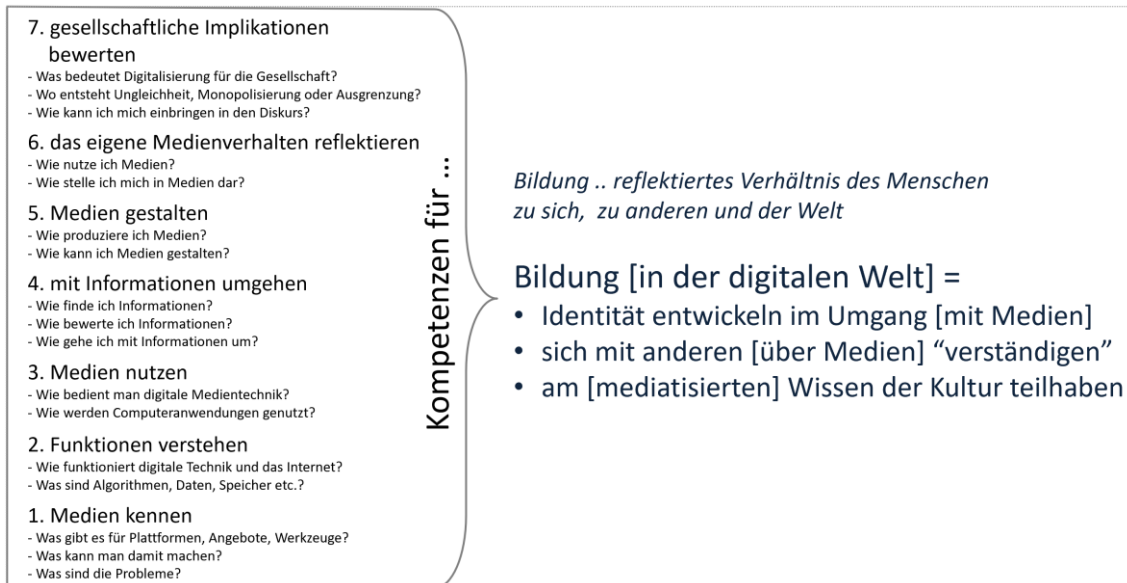 7. gesellschaftliche Implikationen
bewerten
- Was bedeutet Digitalisierung für die Gesellschaft?
- Wo entsteht Ungleichheit, Monopolisierung oder Ausgrenzung?
- Wie kann ich mich einbringen in den Diskurs?
6. das eigene Medienverhalten reflektieren
- Wie nutze ich Medien?
- Wie stelle ich mich in Medien dar?
5. Medien gestalten
- Wie produziere ich Medien?
- Wie kann ich Medien gestalten?
4. mit Informationen umgehen
- Wie finde ich Informationen?
- Wie bewerte ich Informationen?
- Wie gehe ich mit Informationen um?
3. Medien nutzen
- Wie bedient man digitale Medientechnik?
- Wie werden Computeranwendungen genutzt?
2. Funktionen verstehen
- Wie funktioniert digitale Technik und das Internet?
- Was sind Algorithmen, Daten, Speicher etc.?
1. Medien kennen
- Was gibt es für Plattformen, Angebote, Werkzeuge?
- Was kann man damit machen?
- Was sind die Probleme?
Kompetenzen für ...
Bildung .. reflektiertes Verhältnis des Menschen
zu sich, zu anderen und der Welt
Bildung [in der digitalen Welt] =
• Identität entwickeln im Umgang [mit Medien]
• sich mit anderen [über Medien] “verständigen”
• am [mediatisierten] Wissen der Kultur teilhaben